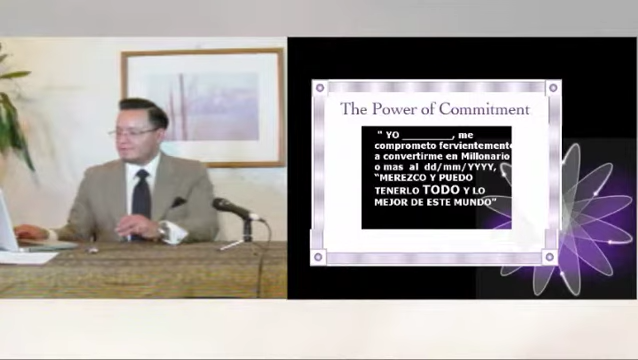 The Power of Commitment
" YO ________, me
comprometo fervientemente
a convertirme en Millonario
o mas al dd/mm/YYYY,
"MEREZCO Y PUEDO
TENERLO TODO Y LO
MEJOR DE ESTE MUNDO"